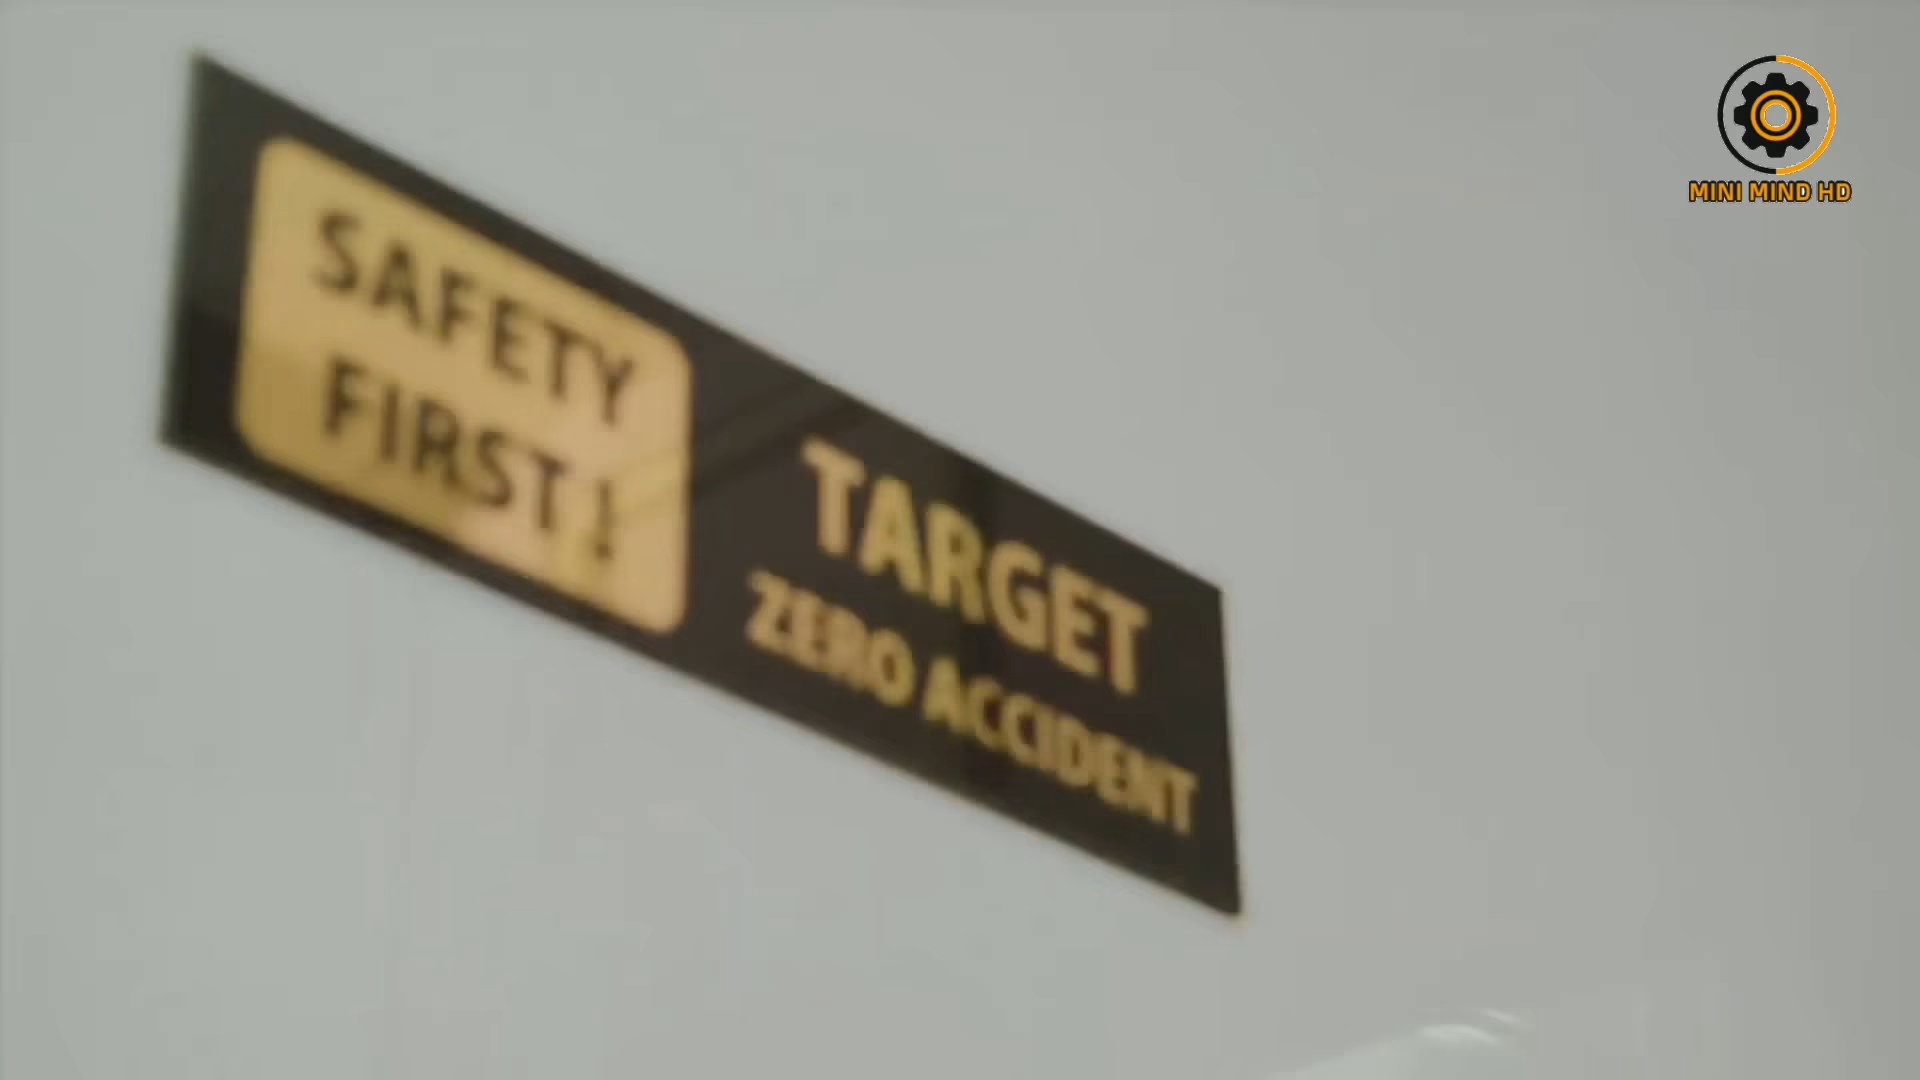 SAFETY
FIRST!
TARGET
ZERO ACCIDENT
MINI MIND HD